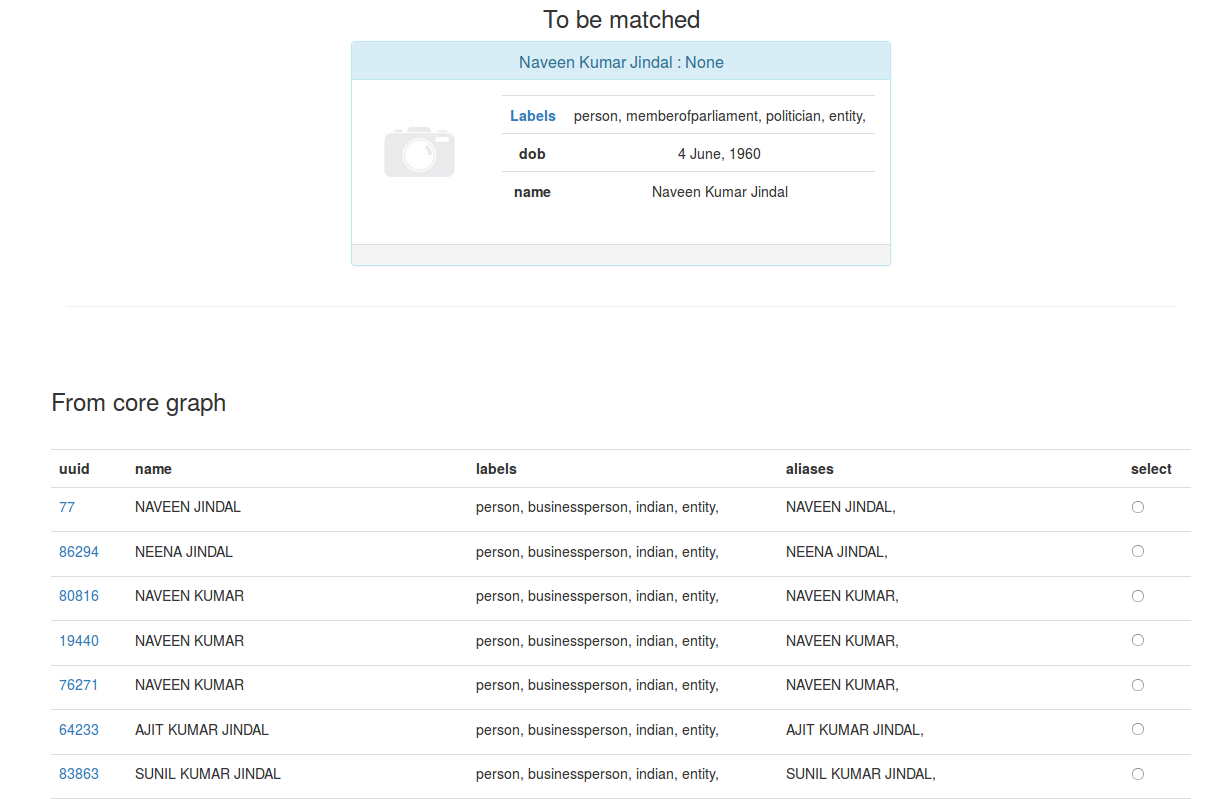 To be matched
Naveen Kumar Jindal : None
Labels person, memberofparliament, politician, entity,
dob 4 June, 1960
name Naveen Kumar Jindal
From core graph
uuid name labels aliases select
77 NAVEEN JINDAL person, businessperson, indian, entity, NAVEEN JINDAL,
86294 NEENA JINDAL person, businessperson, indian, entity, NEENA JINDAL,
80816 NAVEEN KUMAR person, businessperson, indian, entity, NAVEEN KUMAR,
19440 NAVEEN KUMAR person, businessperson, indian, entity, NAVEEN KUMAR,
76271 NAVEEN KUMAR person, businessperson, indian, entity, NAVEEN KUMAR,
64233 AJIT KUMAR JINDAL person, businessperson, indian, entity, AJIT KUMAR JINDAL,
83863 SUNIL KUMAR JINDAL person, businessperson, indian, entity, SUNIL KUMAR JINDAL,